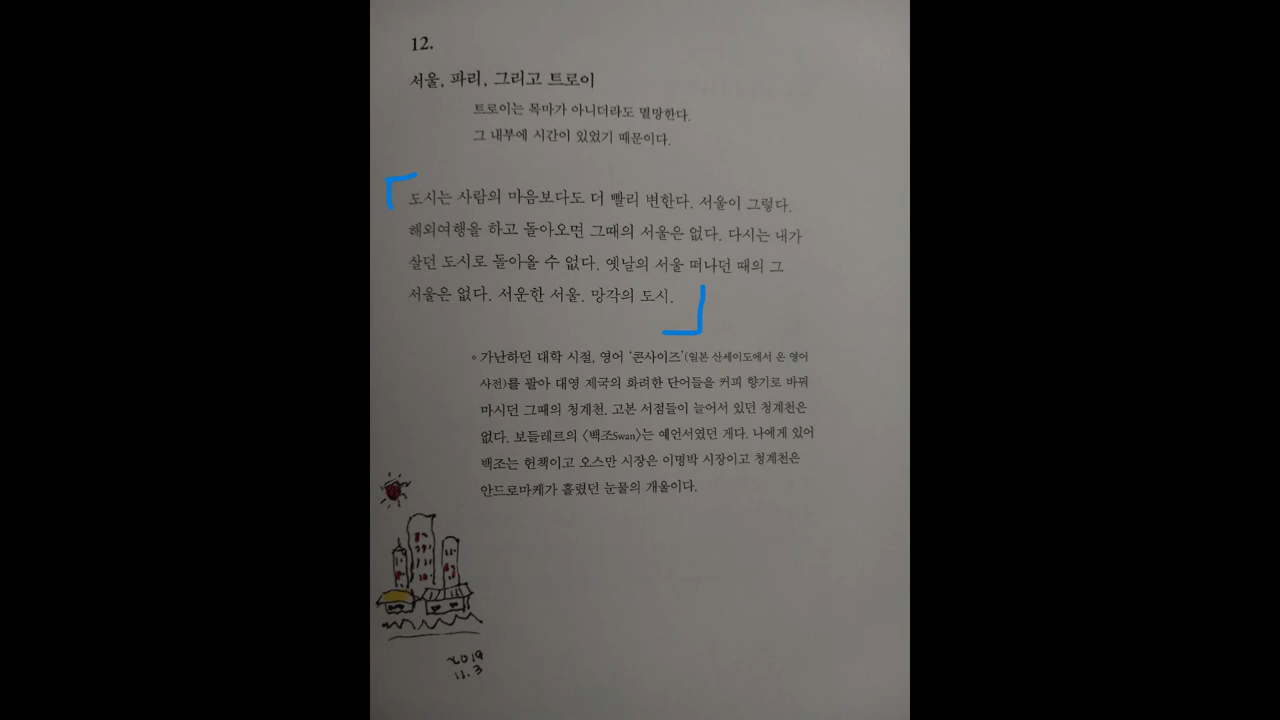 12.
서울, 파리, 그리고 트로이
트로이는 목마가 아니더라도 멸망한다.
그 내부에 시간이 있었기 때문이다.
도시는 사람의 마음보다도 더 빨리 변한다. 서울이 그렇다.
해외여행을 하고 돌아오면 그때의 서울은 없다. 다시는 내가
살던 도시로 돌아올 수 없다. 옛날의 서울 떠나던 때의 그
서울은 없다. 서운한 서울. 망각의 도시.
◦ 가난하던 대학 시절, 영어 ‘콘사이즈’(일본 산세이도에서 온 영어
사전)를 팔아 대영 제국의 화려한 단어들을 커피 향기로 바꿔
마시던 그때의 청계천. 고본 서점들이 늘어서 있던 청계천은
없다. 보들레르의 〈백조Swan〉는 예언서였던 게다. 나에게 있어
백조는 헌책이고 오스만 시장은 이명박 시장이고 청계천은
안드로마케가 흘렸던 눈물의 개울이다.
2019
11.3